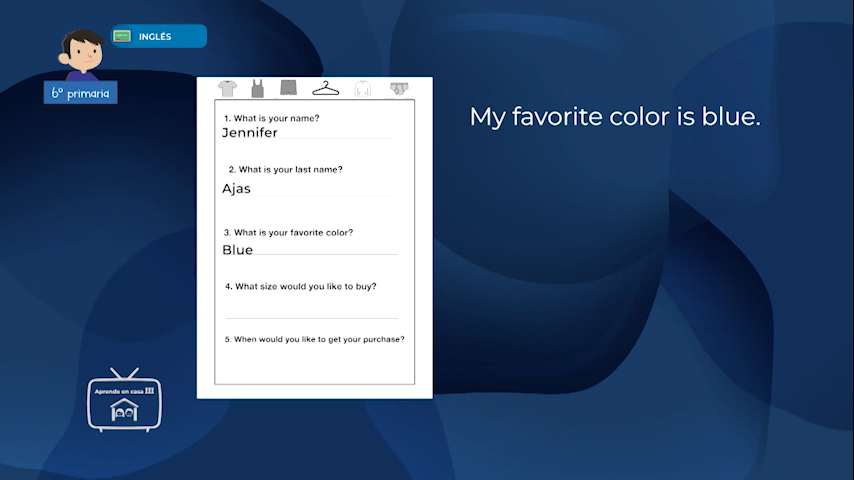 INGLÉS
6° primaria
1. What is your name?
Jennifer
2. What is your last name?
Ajas
3. What is your favorite color?
Blue
4. What size would you like to buy?
5. When would you like to get your purchase?
My favorite color is blue.
Aprende en casa III